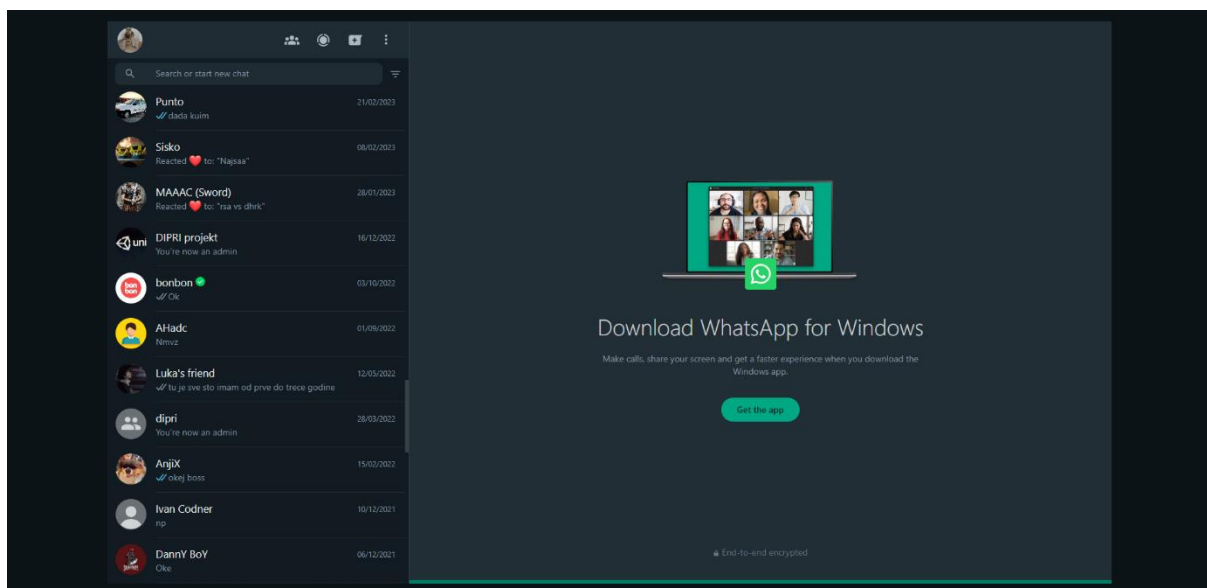 Search or start new chat
Punto
21/02/2023
dada kuim
Sisko
08/02/2023
Reacted ❤️ to: "Najsaa"
MAAAC (Sword)
28/01/2023
Reacted ❤️ to: "rsa vs dhrk"
uni
DIPRI projekt
16/12/2022
You're now an admin
bon
bon
bonbon
03/10/2022
Ok
AHadc
01/09/2022
Nmvz
Luka's friend
12/05/2022
tu je sve sto imam od prve do trece godine
dipri
28/03/2022
You're now an admin
AnjiX
15/02/2022
okej boss
Ivan Codner
10/12/2021
np
DannY BoY
06/12/2021
Oke
Download WhatsApp for Windows
Make calls, share your screen and get a faster experience when you download the
Windows app.
Get the app
End-to-end encrypted